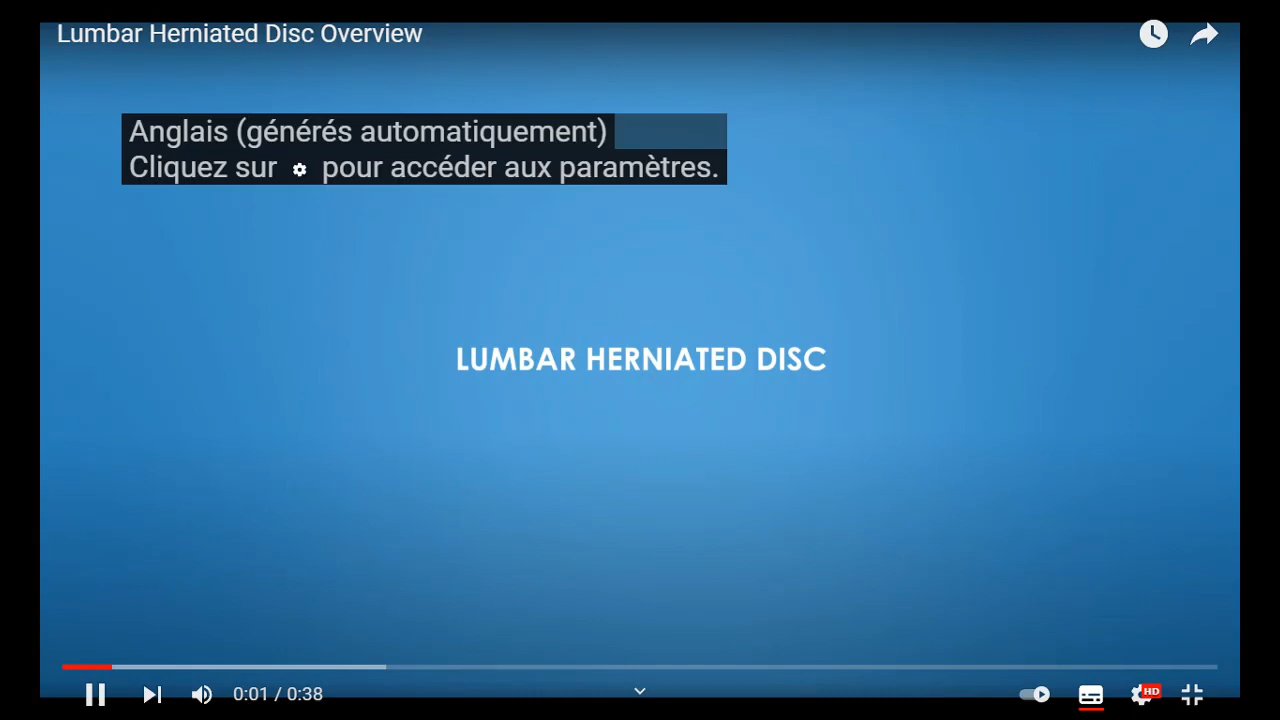 Lumbar Herniated Disc Overview
Anglais (générés automatiquement)
Cliquez sur pour accéder aux paramètres.
LUMBAR HERNIATED DISC
0:01 / 0:38
HD